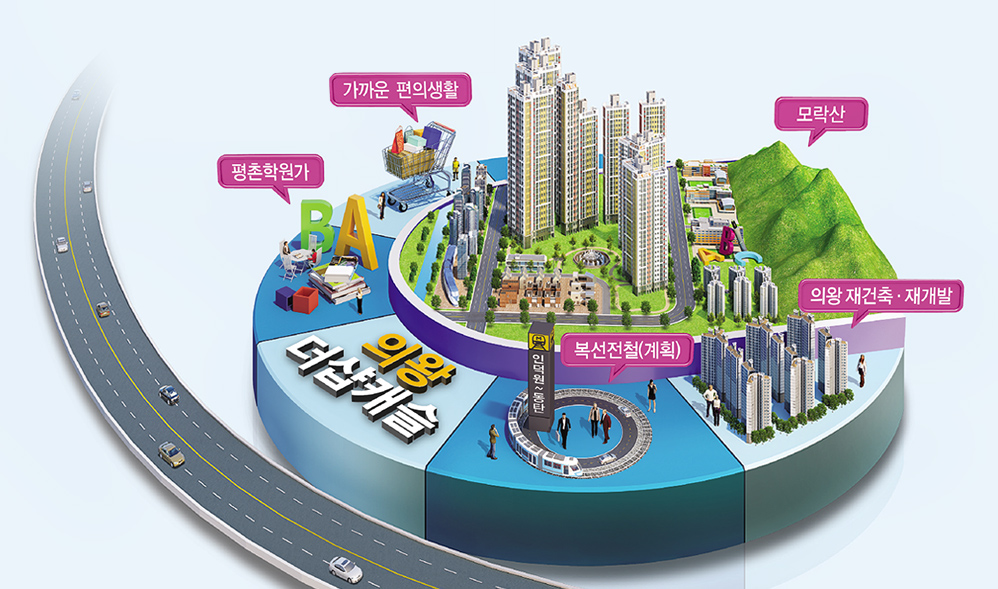 가까운 편의생활
모락산
평촌학원가
BA
ABC
의왕 재건축·재개발
복선전철(계획)
인덕원~동탄
의왕
더샵캐슬